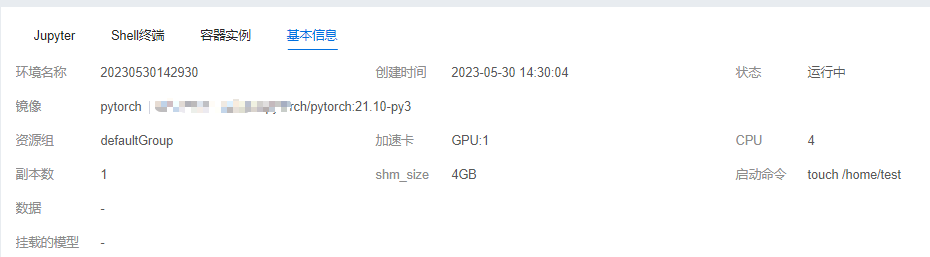 Jupyter Shell终端 容器实例 基本信息
环境名称 20230530142930 创建时间 2023-05-30 14:30:04 状态 运行中
镜像 pytorch | rch/pytorch:21.10-py3
资源组 defaultGroup 加速卡 GPU:1 CPU 4
副本数 1 shm_size 4GB 启动命令 touch /home/test
数据 -
挂载的模型 -